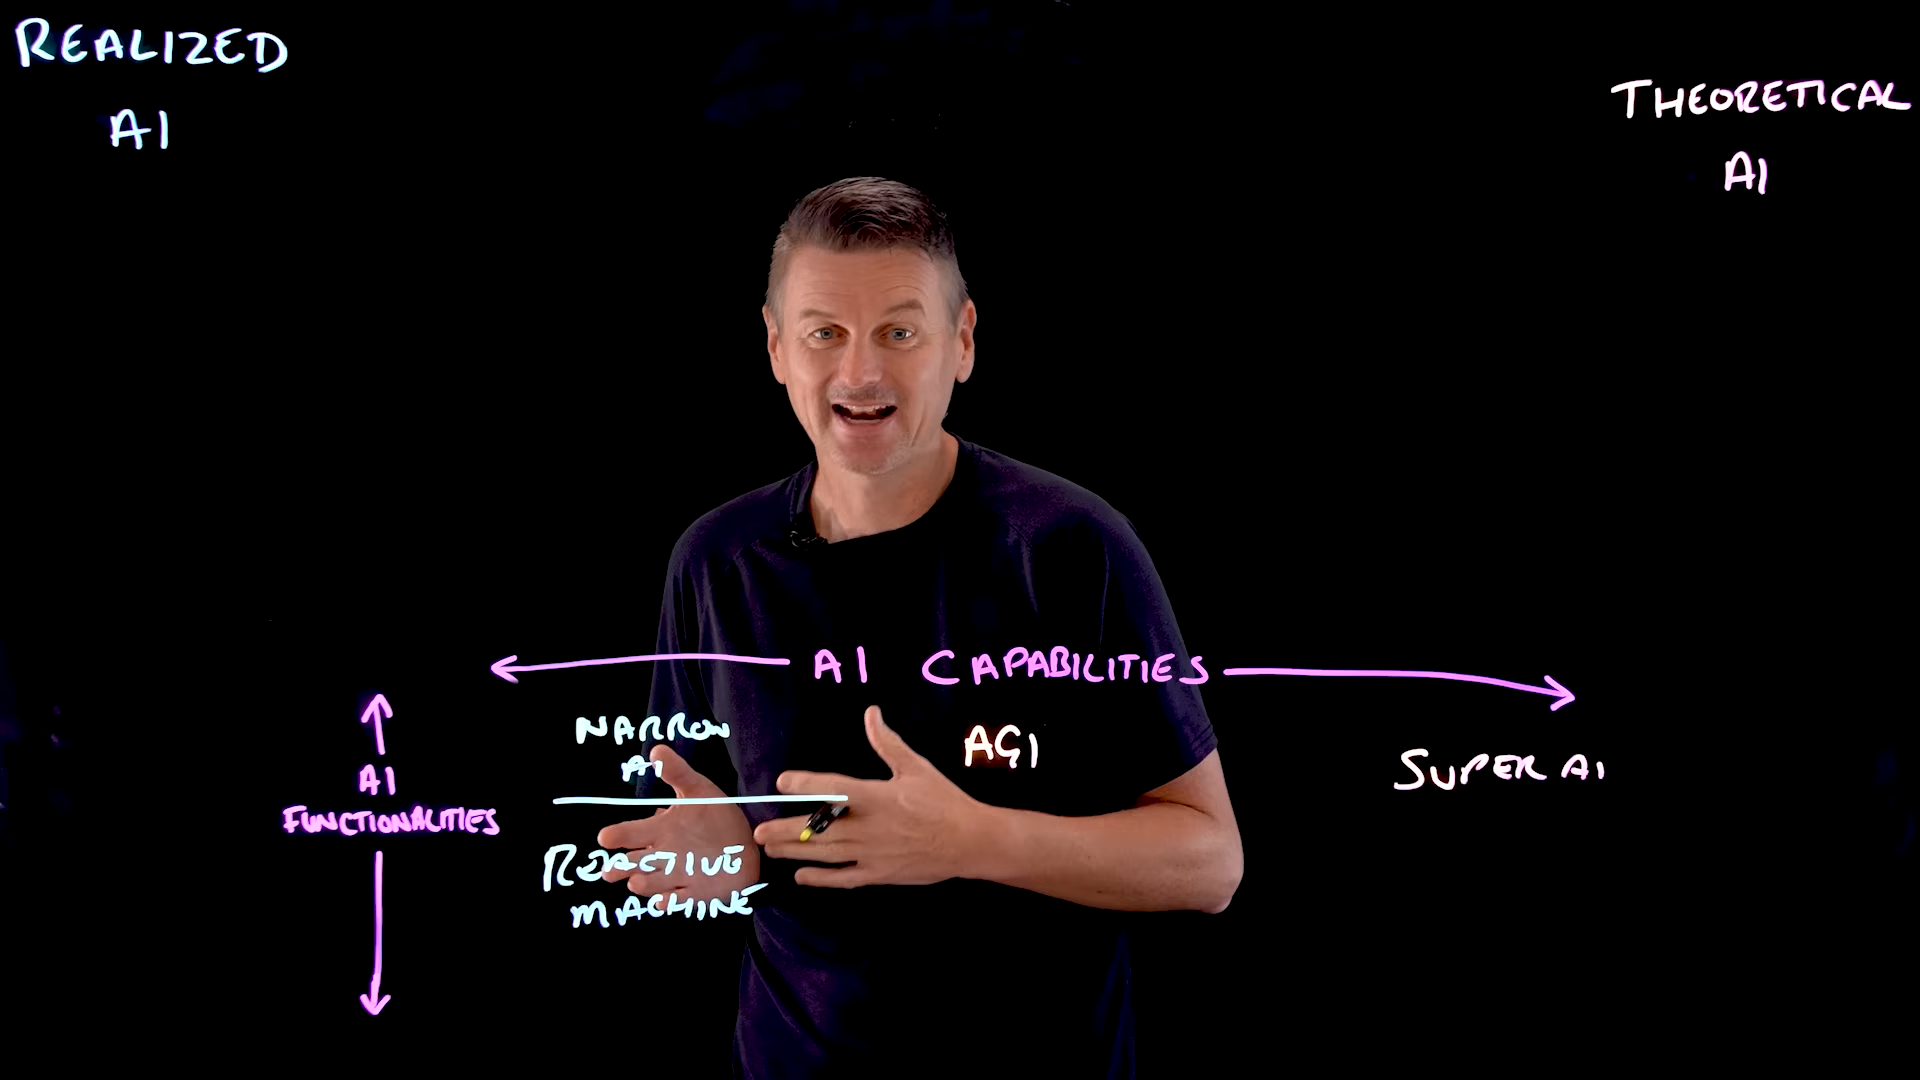 REALIZED
AI
THEORETICAL
AI
AI CAPABILITIES
NARROW
AI
AGI
SUPER AI
AI
FUNCTIONALITIES
REACTIVE
MACHINE